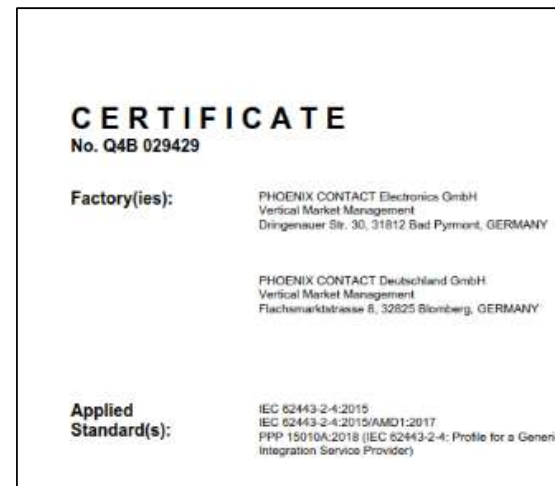 CERTIFICATE
No. Q4B 029429
Factory(ies):
PHOENIX CONTACT Electronics GmbH
Vertical Market Management
Dringenauer Str. 30, 31812 Bad Pyrmont, GERMANY
PHOENIX CONTACT Deutschland GmbH
Vertical Market Management
Flachsmarktstrasse 8, 32825 Blomberg, GERMANY
Applied
Standard(s):
IEC 62443-2-4:2015
IEC 62443-2-4:2015/AMD1:2017
PPP 15010A:2018 (IEC 62443-2-4: Profile for a Generi
Integration Service Provider)